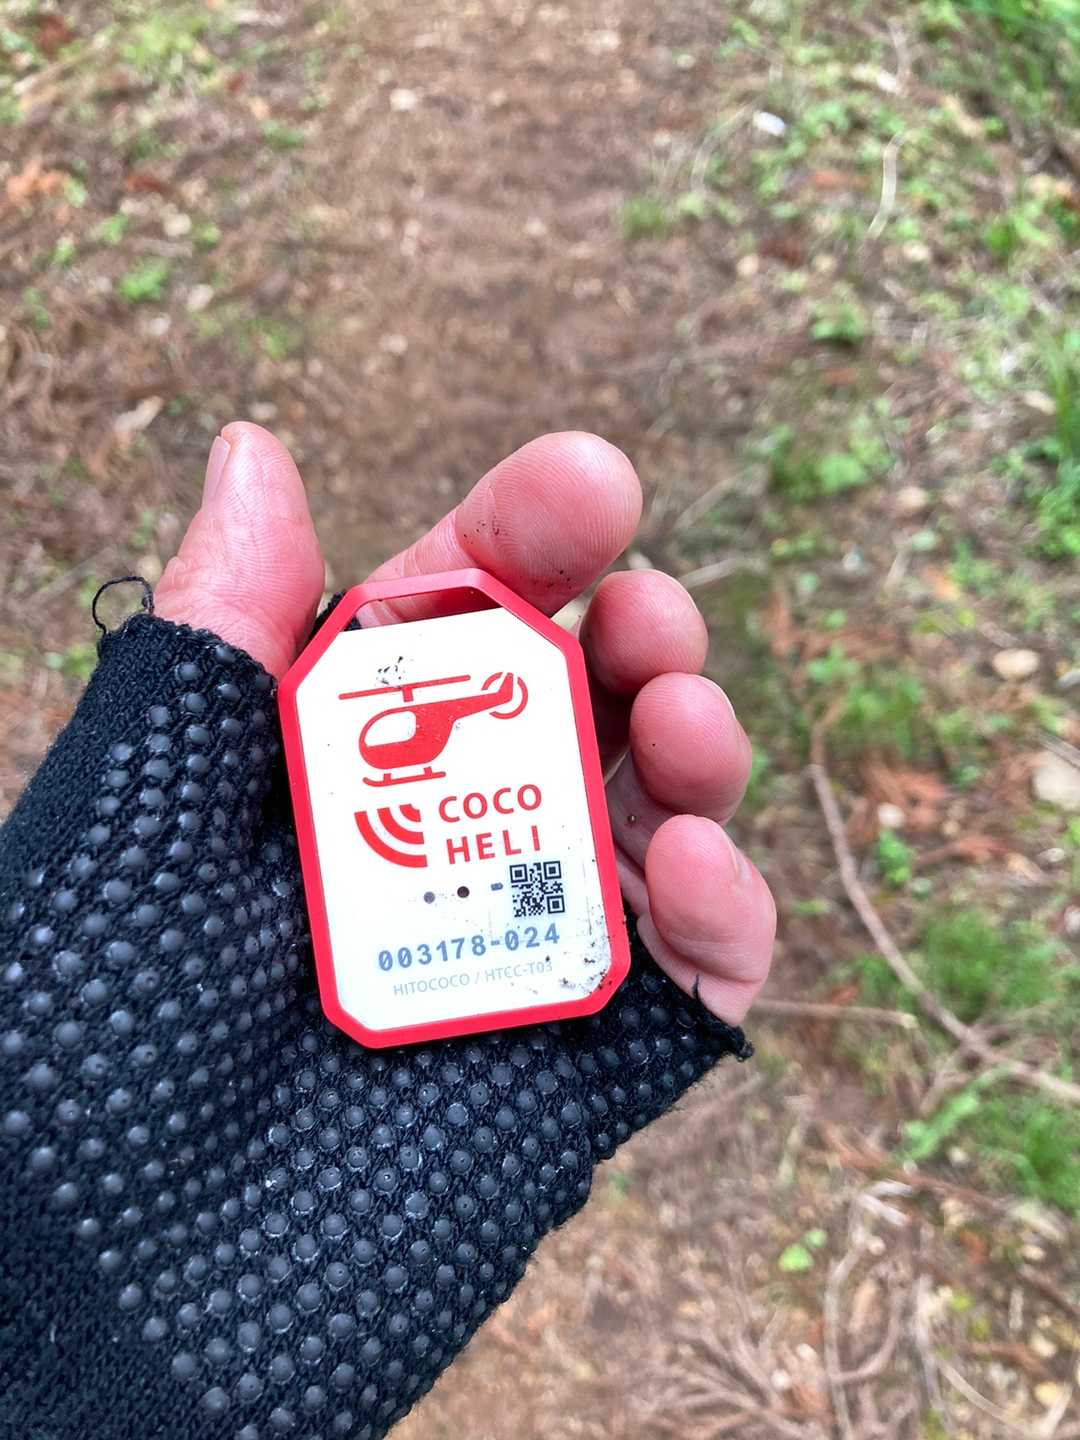 COCO
HELI
003178-024
HITOCOCO / HTCC-T03